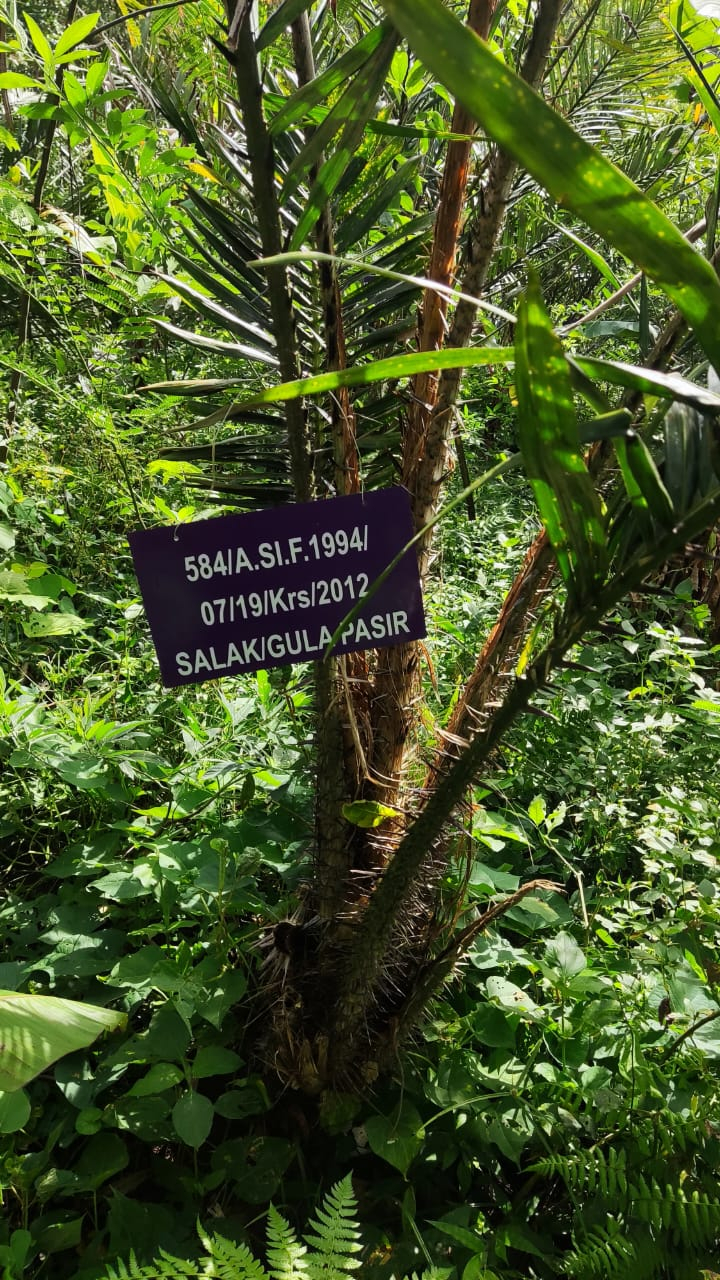 584/A.SI.F.1994/
07/19/Krs/2012
SALAK/GULA PASIR